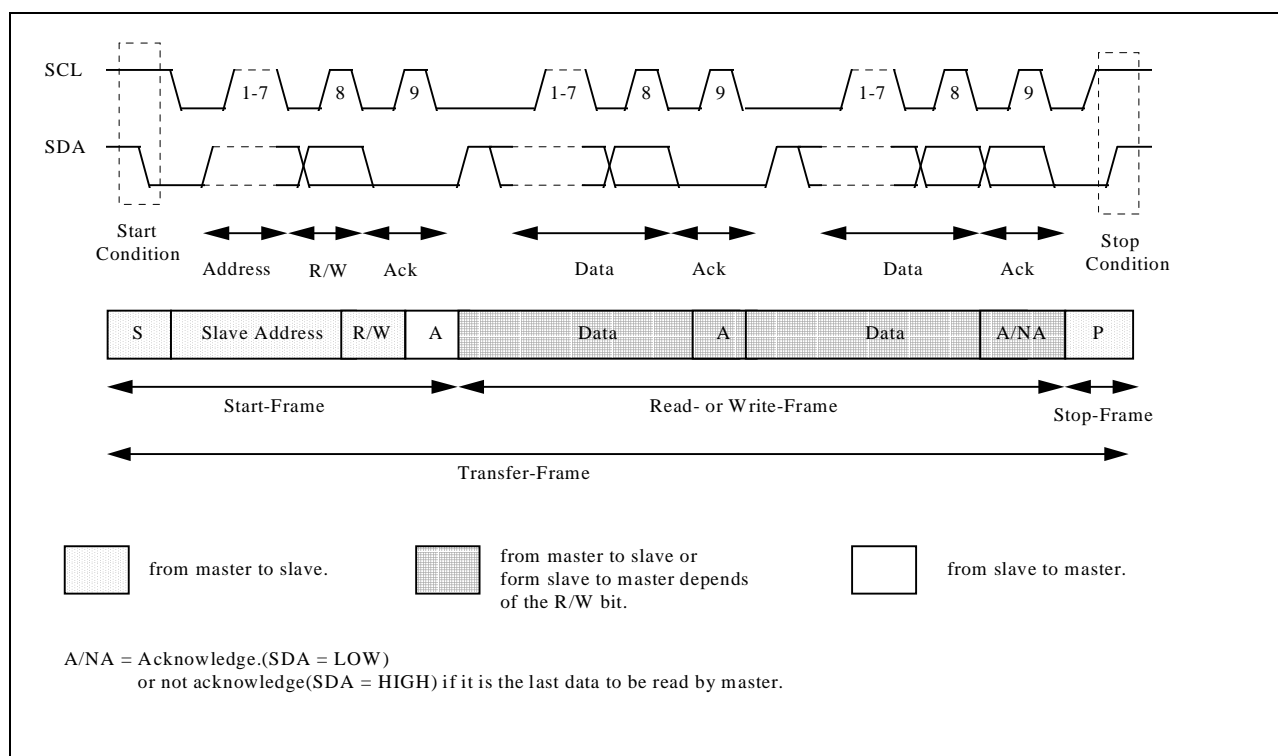 SCL
1-7 8 9 1-7 8 9 1-7 8 9
SDA
Start
Condition
Address R/W Ack Data Ack Data Ack
Stop
Condition
S Slave Address R/W A Data A Data A/NA P
Start-Frame Read- or Write-Frame Stop-Frame
Transfer-Frame
from master to slave.
from master to slave or
form slave to master depends
of the R/W bit.
from slave to master.
A/NA = Acknowledge.(SDA = LOW)
or not acknowledge(SDA = HIGH) if it is the last data to be read by master.